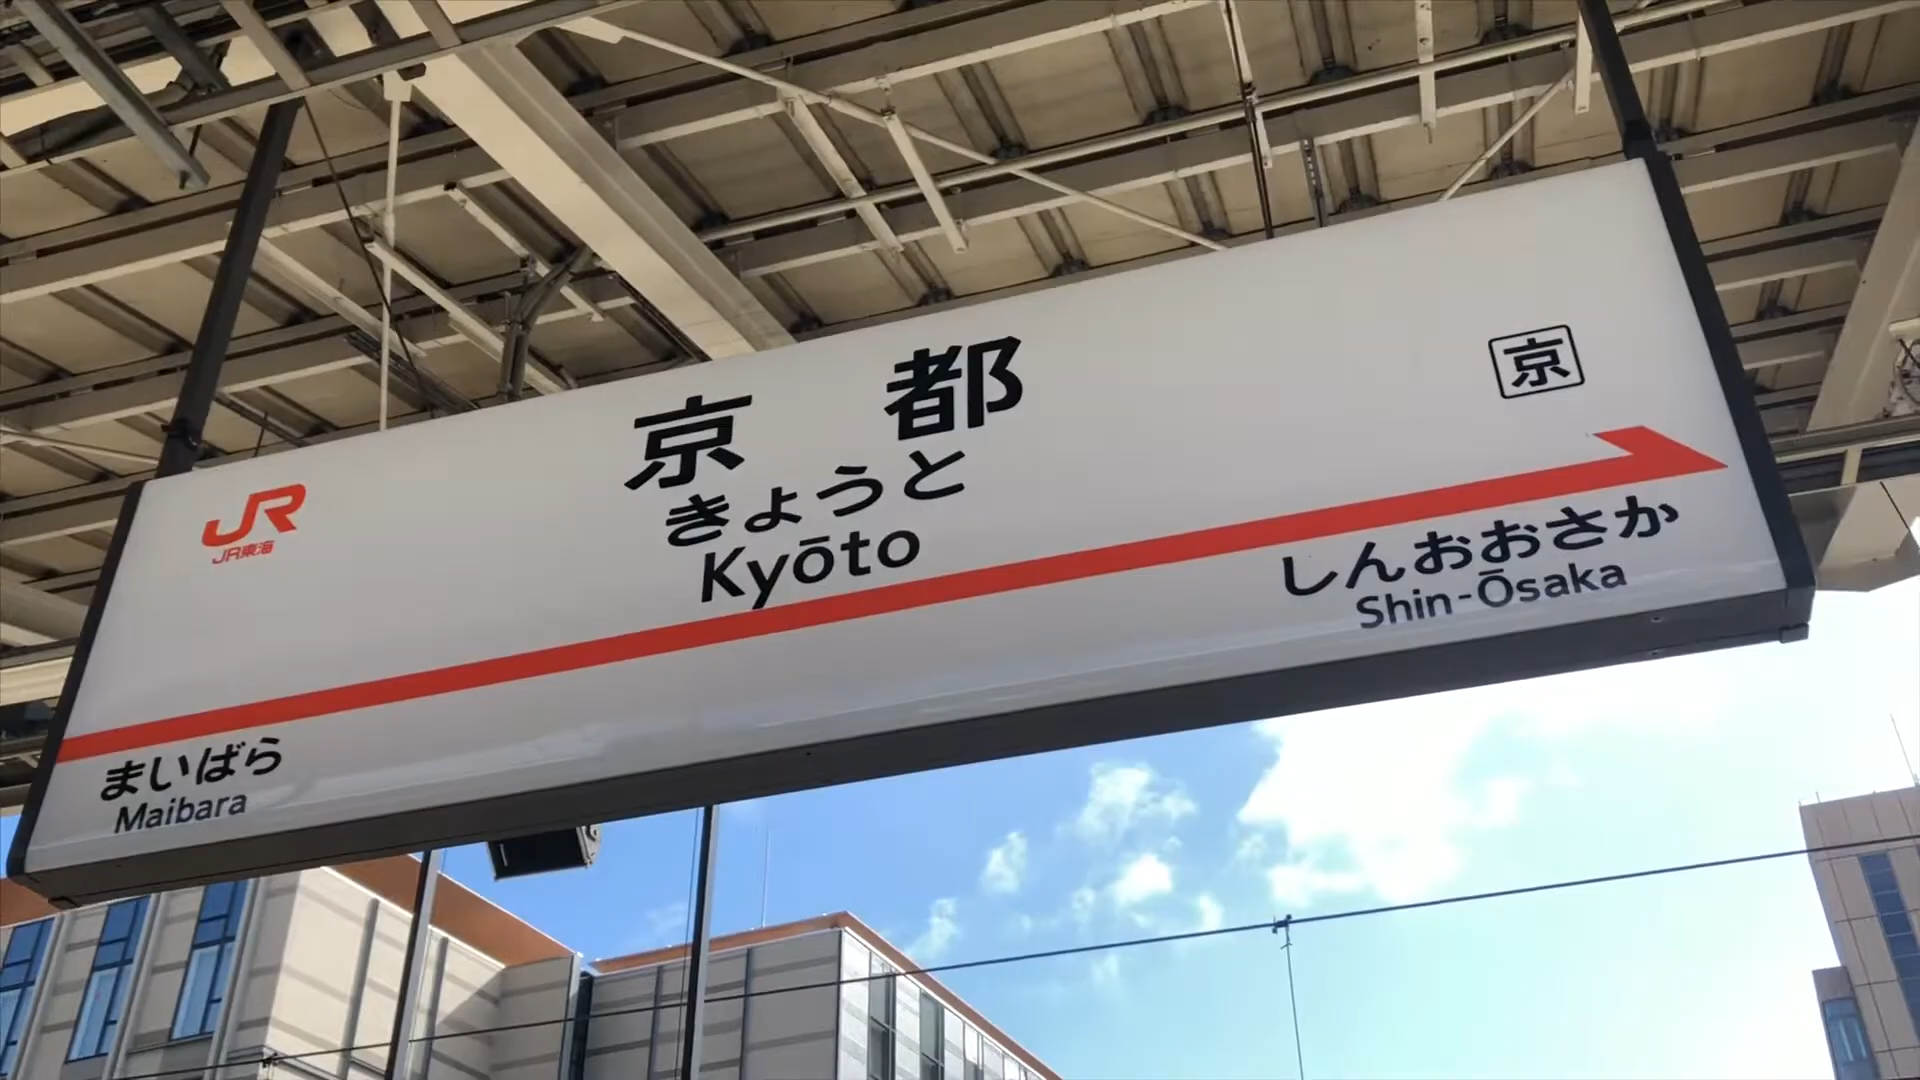 JR
JR東海
京都
きょうと
Kyōto
京
まいばら
Maibara
しんおおさか
Shin-Ōsaka